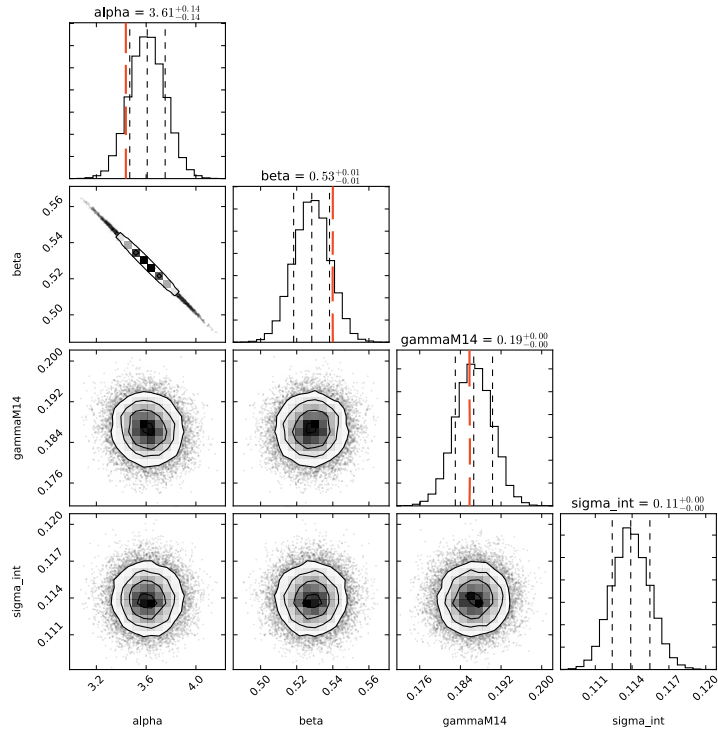 alpha = 3.61+0.14−0.14
beta = 0.53+0.01−0.01
0.56
0.54
0.52
0.50
beta
gammaM14 = 0.19+0.00−0.00
0.200
0.192
0.184
0.176
gammaM14
sigma_int = 0.11+0.00−0.00
0.120
0.117
0.114
0.111
sigma_int
3.2 3.6 4.0 0.50 0.52 0.54 0.56 0.176 0.184 0.192 0.200 0.111 0.114 0.117 0.120
alpha beta gammaM14 sigma_int